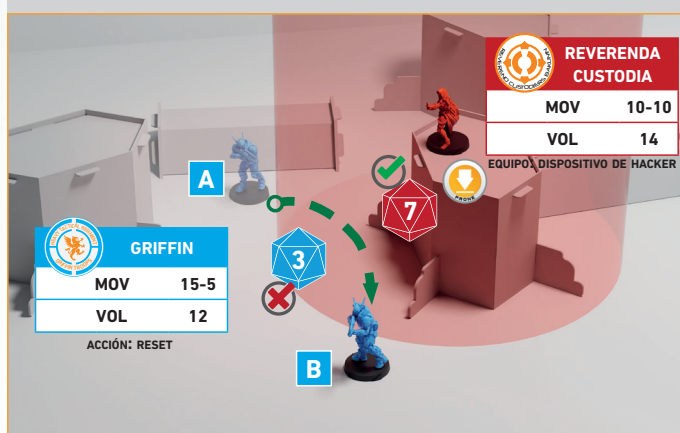 REVERENDA
CUSTODIA
MOV 10-10
VOL 14
EQUIPO: DISPOSITIVO DE HACKER
PRONE
A
7
GRIFFIN
MOV 15-5
VOL 12
ACCIÓN: RESET
3
B